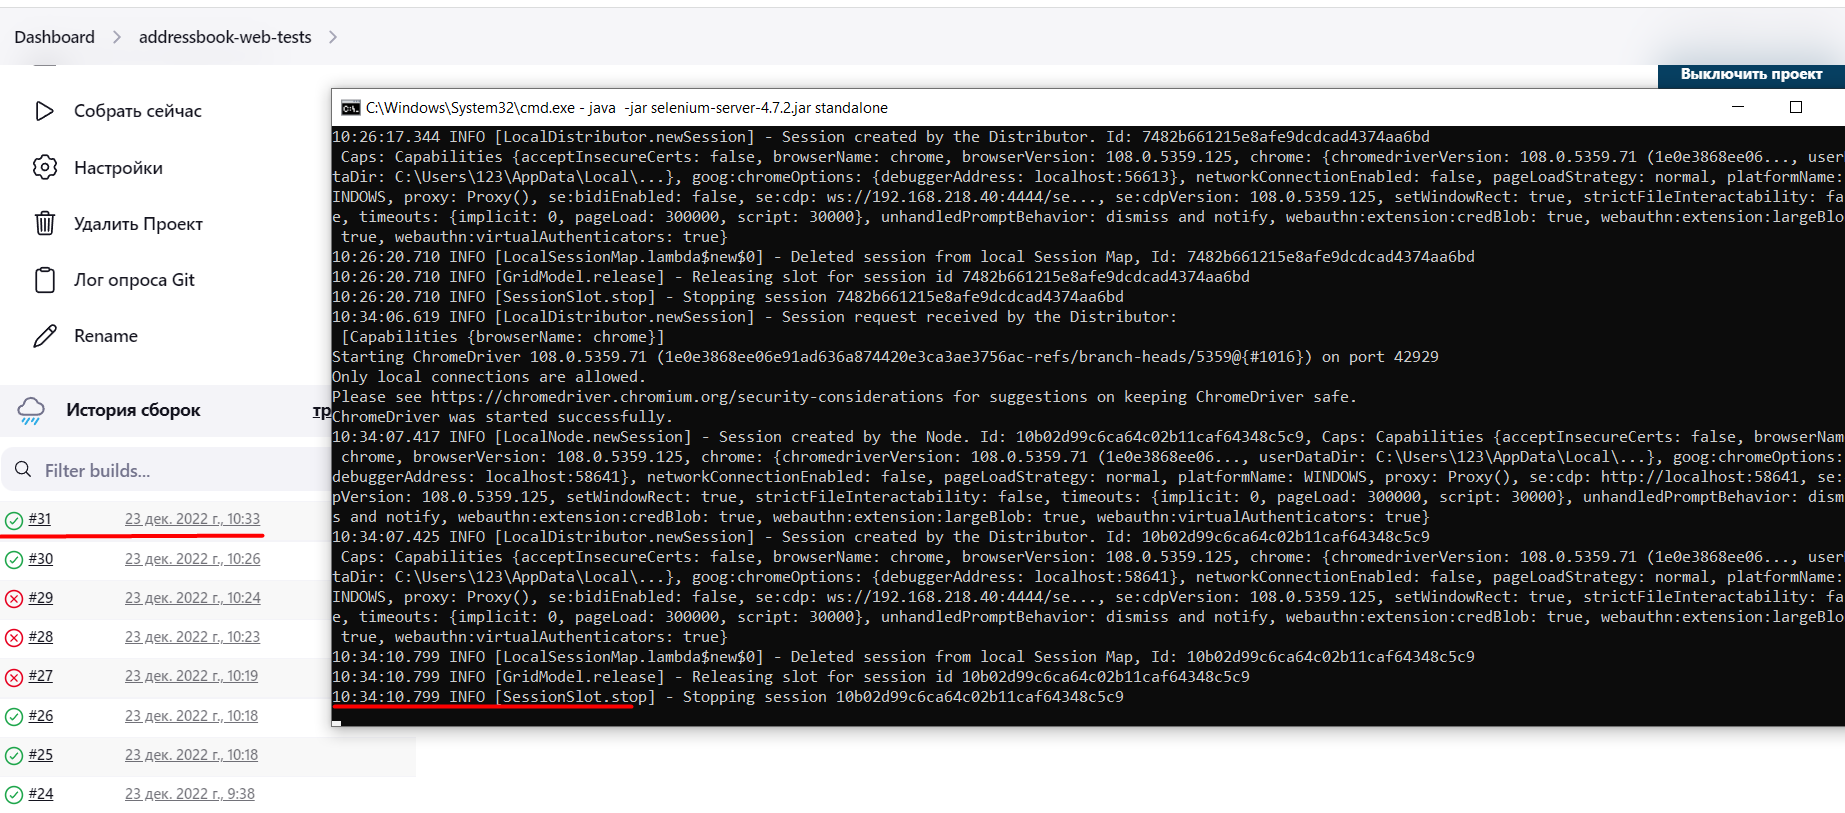 Dashboard
addressbook-web-tests
Выключить проект
Собрать сейчас
Настройки
Удалить Проект
Лог опроса Git
Rename
История сборок
тр
Filter builds...
#31 23 дек. 2022 г., 10:33
#30 23 дек. 2022 г., 10:26
#29 23 дек. 2022 г., 10:24
#28 23 дек. 2022 г., 10:23
#27 23 дек. 2022 г., 10:19
#26 23 дек. 2022 г., 10:18
#25 23 дек. 2022 г., 10:18
#24 23 дек. 2022 г., 9:38
C:\Windows\System32\cmd.exe - java -jar selenium-server-4.7.2.jar standalone
10:26:17.344 INFO [LocalDistributor.newSession] - Session created by the Distributor. Id: 7482b661215e8afe9dcdcad4374aa6bd
Caps: Capabilities {acceptInsecureCerts: false, browserName: chrome, browserVersion: 108.0.5359.125, chrome: {chromedriverVersion: 108.0.5359.71 (1e0e3868ee06..., user
taDir: C:\Users\123\AppData\Local\...}, goog:chromeOptions: {debuggerAddress: localhost:56613}, networkConnectionEnabled: false, pageLoadStrategy: normal, platformName:
INDOWS, proxy: Proxy(), se:bidiEnabled: false, se:cdp: ws://192.168.218.40:4444/se..., se:cdpVersion: 108.0.5359.125, setWindowRect: true, strictFileInteractability: fa
e, timeouts: {implicit: 0, pageLoad: 300000, script: 30000}, unhandledPromptBehavior: dismiss and notify, webauthn:extension:credBlob: true, webauthn:extension:largeBlo
true, webauthn:virtualAuthenticators: true}
10:26:20.710 INFO [LocalSessionMap.lambda$new$0] - Deleted session from local Session Map, Id: 7482b661215e8afe9dcdcad4374aa6bd
10:26:20.710 INFO [GridModel.release] - Releasing slot for session id 7482b661215e8afe9dcdcad4374aa6bd
10:26:20.710 INFO [SessionSlot.stop] - Stopping session 7482b661215e8afe9dcdcad4374aa6bd
10:34:06.619 INFO [LocalDistributor.newSession] - Session request received by the Distributor:
[Capabilities {browserName: chrome}]
Starting ChromeDriver 108.0.5359.71 (1e0e3868ee06e91ad636a874420e3ca3ae3756ac-refs/branch-heads/5359@{#1016}) on port 42929
Only local connections are allowed.
Please see https://chromedriver.chromium.org/security-considerations for suggestions on keeping ChromeDriver safe.
ChromeDriver was started successfully.
10:34:07.417 INFO [LocalNode.newSession] - Session created by the Node. Id: 10b02d99c6ca64c02b11caf64348c5c9, Caps: Capabilities {acceptInsecureCerts: false, browserNam
chrome, browserVersion: 108.0.5359.125, chrome: {chromedriverVersion: 108.0.5359.71 (1e0e3868ee06..., userDataDir: C:\Users\123\AppData\Local\...}, goog:chromeOptions:
debuggerAddress: localhost:58641}, networkConnectionEnabled: false, pageLoadStrategy: normal, platformName: WINDOWS, proxy: Proxy(), se:cdp: http://localhost:58641, se:
pVersion: 108.0.5359.125, setWindowRect: true, strictFileInteractability: false, timeouts: {implicit: 0, pageLoad: 300000, script: 30000}, unhandledPromptBehavior: dism
s and notify, webauthn:extension:credBlob: true, webauthn:extension:largeBlob: true, webauthn:virtualAuthenticators: true}
10:34:07.425 INFO [LocalDistributor.newSession] - Session created by the Distributor. Id: 10b02d99c6ca64c02b11caf64348c5c9
Caps: Capabilities {acceptInsecureCerts: false, browserName: chrome, browserVersion: 108.0.5359.125, chrome: {chromedriverVersion: 108.0.5359.71 (1e0e3868ee06..., user
taDir: C:\Users\123\AppData\Local\...}, goog:chromeOptions: {debuggerAddress: localhost:58641}, networkConnectionEnabled: false, pageLoadStrategy: normal, platformName:
INDOWS, proxy: Proxy(), se:bidiEnabled: false, se:cdp: ws://192.168.218.40:4444/se..., se:cdpVersion: 108.0.5359.125, setWindowRect: true, strictFileInteractability: fa
e, timeouts: {implicit: 0, pageLoad: 300000, script: 30000}, unhandledPromptBehavior: dismiss and notify, webauthn:extension:credBlob: true, webauthn:extension:largeBlo
true, webauthn:virtualAuthenticators: true}
10:34:10.799 INFO [LocalSessionMap.lambda$new$0] - Deleted session from local Session Map, Id: 10b02d99c6ca64c02b11caf64348c5c9
10:34:10.799 INFO [GridModel.release] - Releasing slot for session id 10b02d99c6ca64c02b11caf64348c5c9
10:34:10.799 INFO [SessionSlot.stop] - Stopping session 10b02d99c6ca64c02b11caf64348c5c9